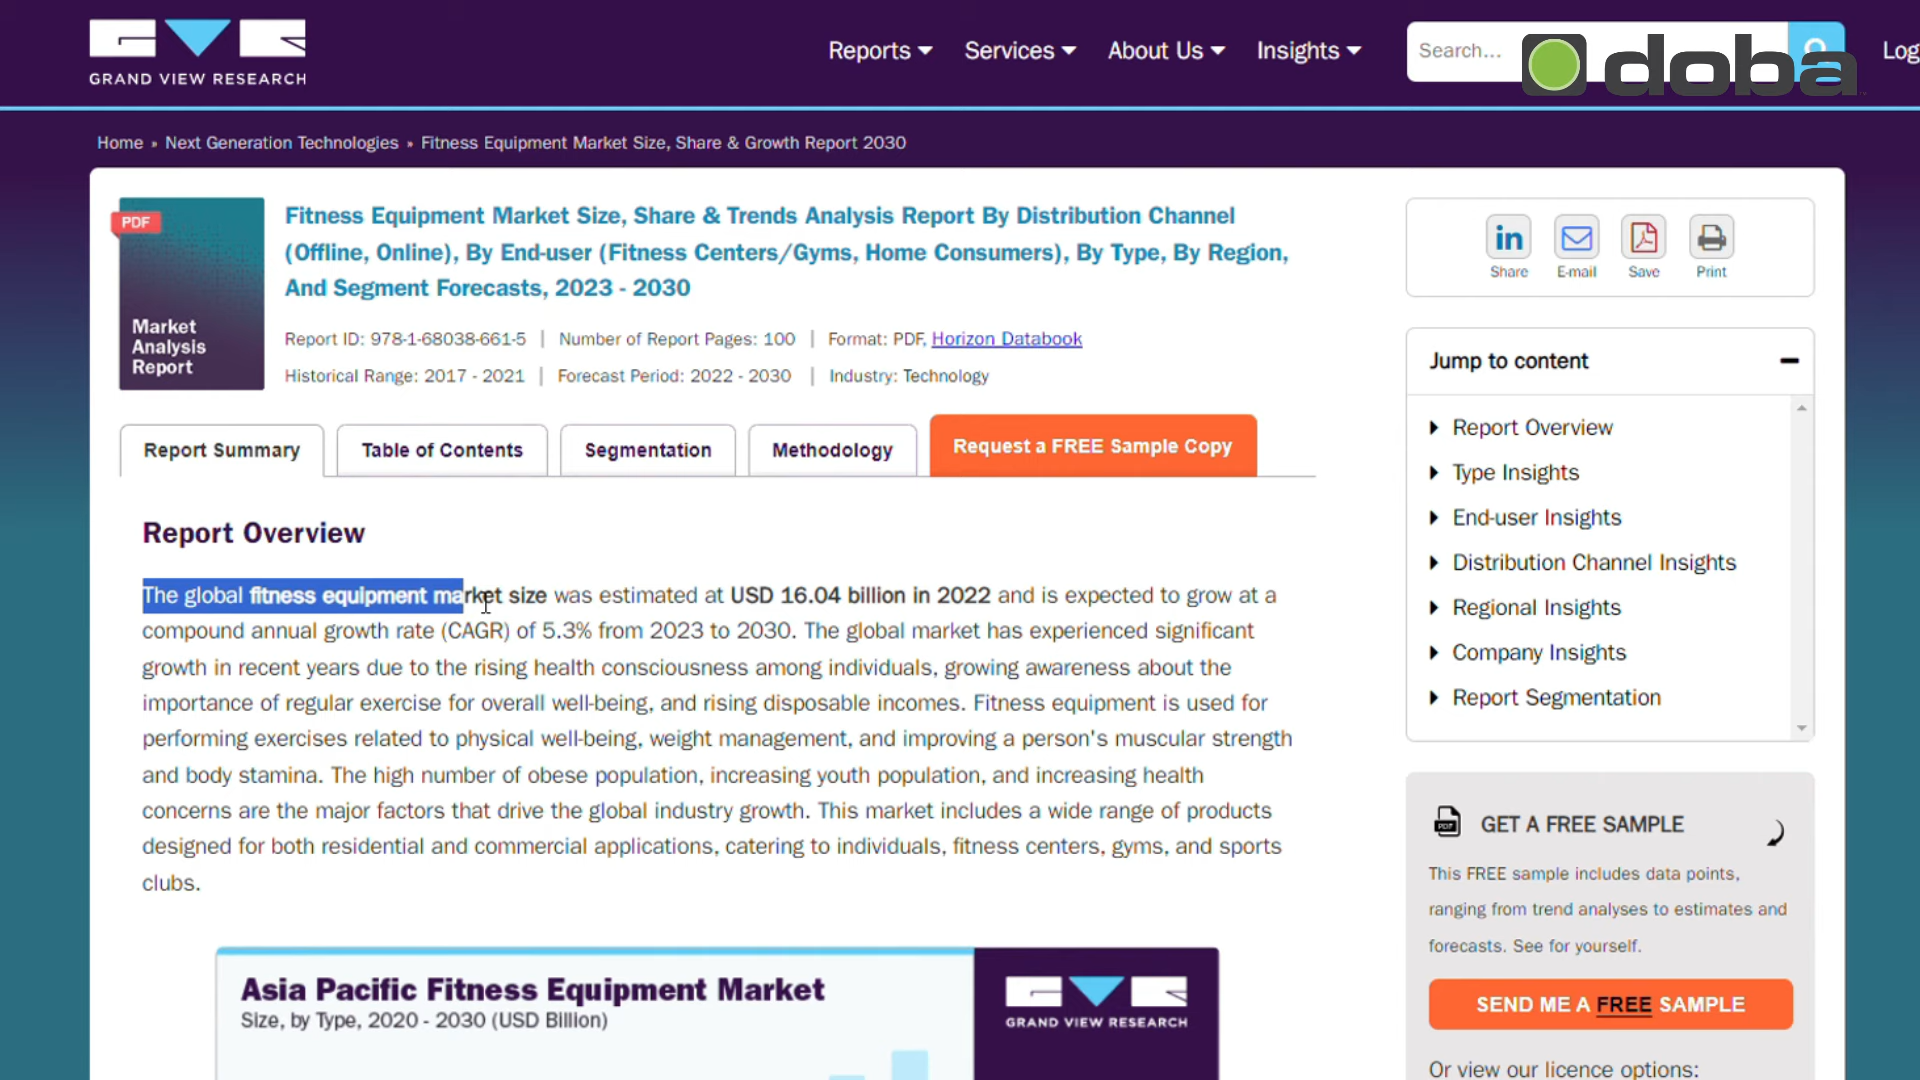 GRAND VIEW RESEARCH
Reports
Services
About Us
Insights
Search...
Log
doba
Home » Next Generation Technologies » Fitness Equipment Market Size, Share & Growth Report 2030
PDF
Market
Analysis
Report
Fitness Equipment Market Size, Share & Trends Analysis Report By Distribution Channel
(Offline, Online), By End-user (Fitness Centers/Gyms, Home Consumers), By Type, By Region,
And Segment Forecasts, 2023 - 2030
Report ID: 978-1-68038-661-5 | Number of Report Pages: 100 | Format: PDF, Horizon Databook
Historical Range: 2017 - 2021 | Forecast Period: 2022 - 2030 | Industry: Technology
Report Summary
Table of Contents
Segmentation
Methodology
Request a FREE Sample Copy
Report Overview
The global fitness equipment market size was estimated at USD 16.04 billion in 2022 and is expected to grow at a
compound annual growth rate (CAGR) of 5.3% from 2023 to 2030. The global market has experienced significant
growth in recent years due to the rising health consciousness among individuals, growing awareness about the
importance of regular exercise for overall well-being, and rising disposable incomes. Fitness equipment is used for
performing exercises related to physical well-being, weight management, and improving a person's muscular strength
and body stamina. The high number of obese population, increasing youth population, and increasing health
concerns are the major factors that drive the global industry growth. This market includes a wide range of products
designed for both residential and commercial applications, catering to individuals, fitness centers, gyms, and sports
clubs.
Asia Pacific Fitness Equipment Market
Size, by Type, 2020 - 2030 (USD Billion)
GRAND VIEW RESEARCH
in
Share
E-mail
Save
Print
Jump to content
Report Overview
Type Insights
End-user Insights
Distribution Channel Insights
Regional Insights
Company Insights
Report Segmentation
PDF
GET A FREE SAMPLE
This FREE sample includes data points,
ranging from trend analyses to estimates and
forecasts. See for yourself.
SEND ME A FREE SAMPLE
Or view our licence options: